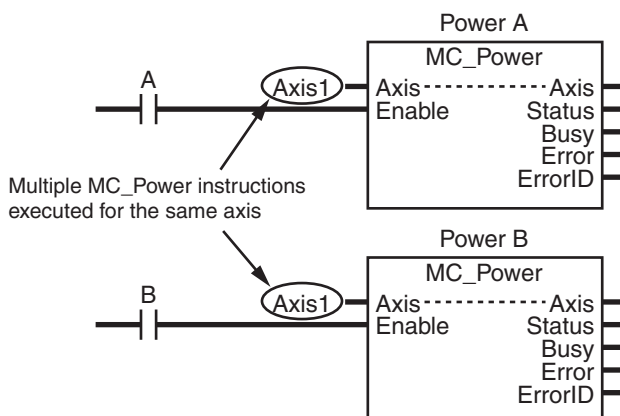 Power A
MC_Power
A
Axis1
Axis Axis
Enable Status
Busy
Error
ErrorID
Multiple MC_Power instructions
executed for the same axis
Power B
MC_Power
B
Axis1
Axis Axis
Enable Status
Busy
Error
ErrorID